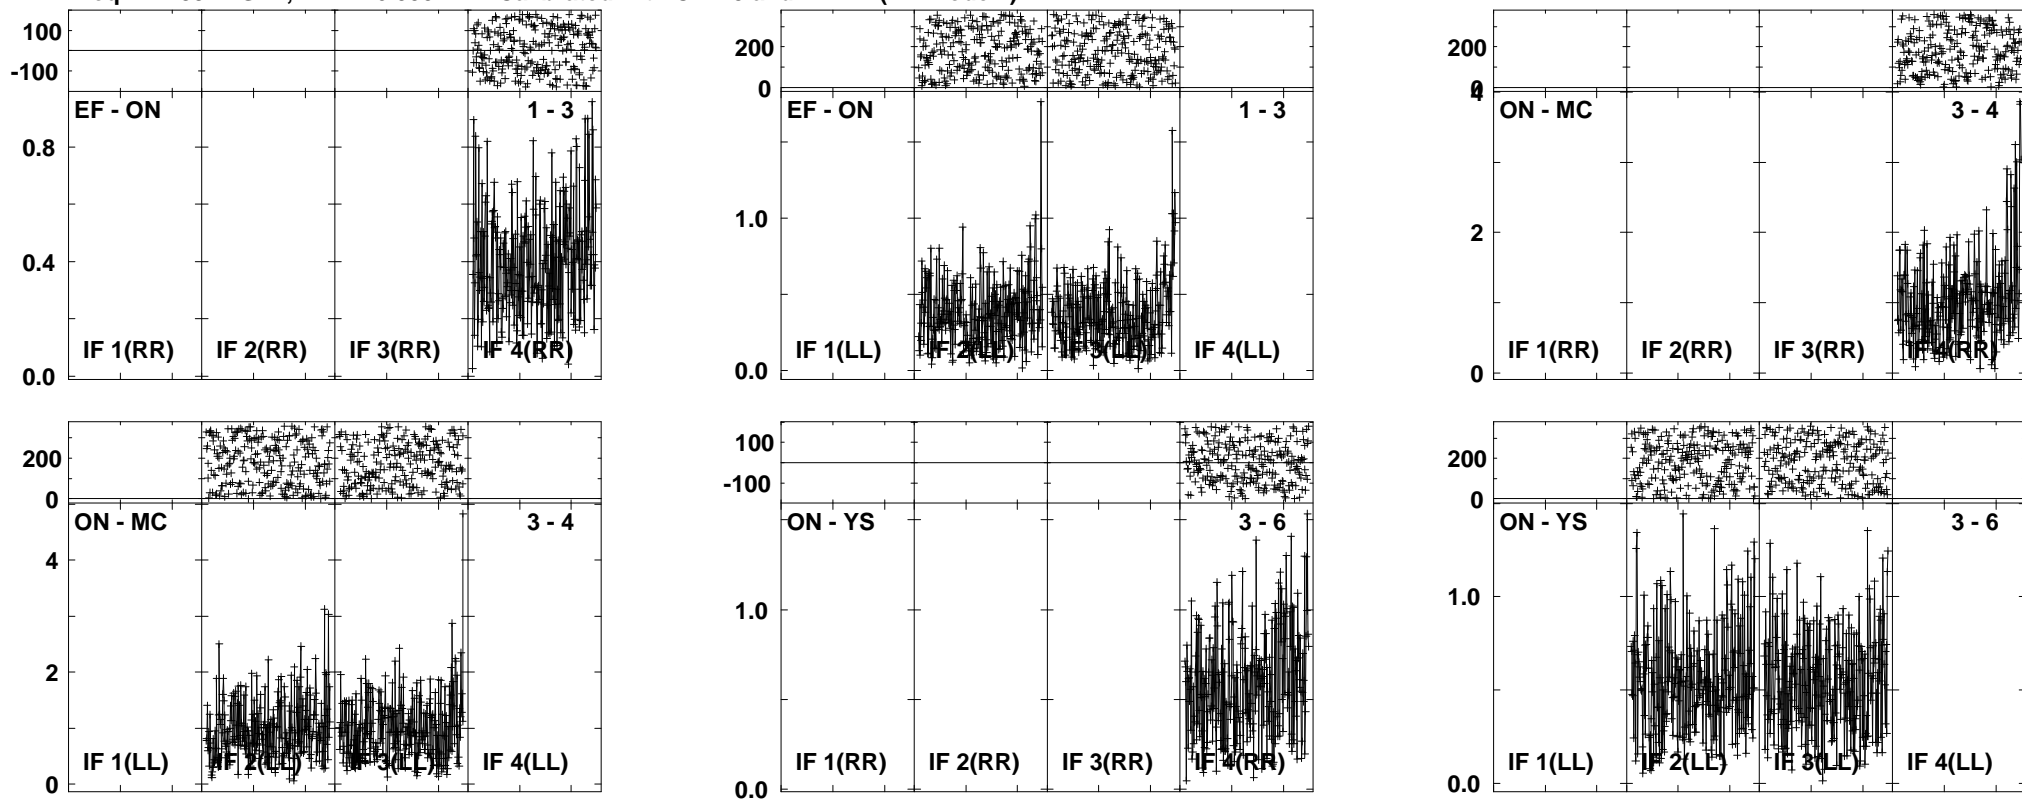 100
-100
EF - ON
1 - 3
0.8
0.4
0.0
IF 1(RR)
IF 2(RR)
IF 3(RR)
IF 4(RR)
200
0
EF - ON
1 - 3
1.0
0.0
IF 1(LL)
IF 2(LL)
IF 3(LL)
IF 4(LL)
200
0
4
ON - MC
3 - 4
2
0
IF 1(RR)
IF 2(RR)
IF 3(RR)
IF 4(RR)
200
0
ON - MC
3 - 4
4
2
0
IF 1(LL)
IF 2(LL)
IF 3(LL)
IF 4(LL)
100
-100
ON - YS
3 - 6
1.0
0.0
IF 1(RR)
IF 2(RR)
IF 3(RR)
IF 4(RR)
200
0
ON - YS
3 - 6
1.0
0.0
IF 1(LL)
IF 2(LL)
IF 3(LL)
IF 4(LL)